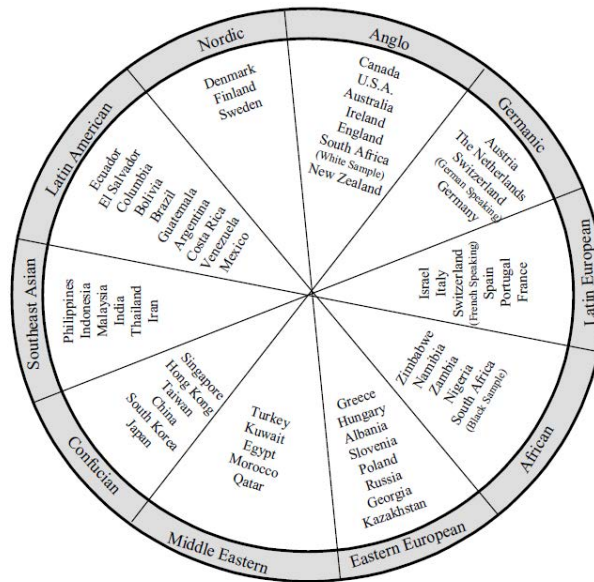 Nordic
Denmark
Finland
Sweden
Anglo
Canada
U.S.A.
Australia
Ireland
England
South Africa
(White Sample)
New Zealand
Germanic
Austria
The Netherlands
Switzerland
(German Speaking)
Germany
Latin European
Israel
Italy
Switzerland
(French Speaking)
Spain
Portugal
France
African
Zimbabwe
Namibia
Zambia
Nigeria
South Africa
(Black Sample)
Eastern European
Greece
Hungary
Albania
Slovenia
Poland
Russia
Georgia
Kazakhstan
Middle Eastern
Turkey
Kuwait
Egypt
Morocco
Qatar
Confucian
Singapore
Hong Kong
Taiwan
China
South Korea
Japan
Southeast Asian
Philippines
Indonesia
Malaysia
India
Thailand
Iran
Latin American
Ecuador
El Salvador
Columbia
Bolivia
Brazil
Guatemala
Argentina
Costa Rica
Venezuela
Mexico